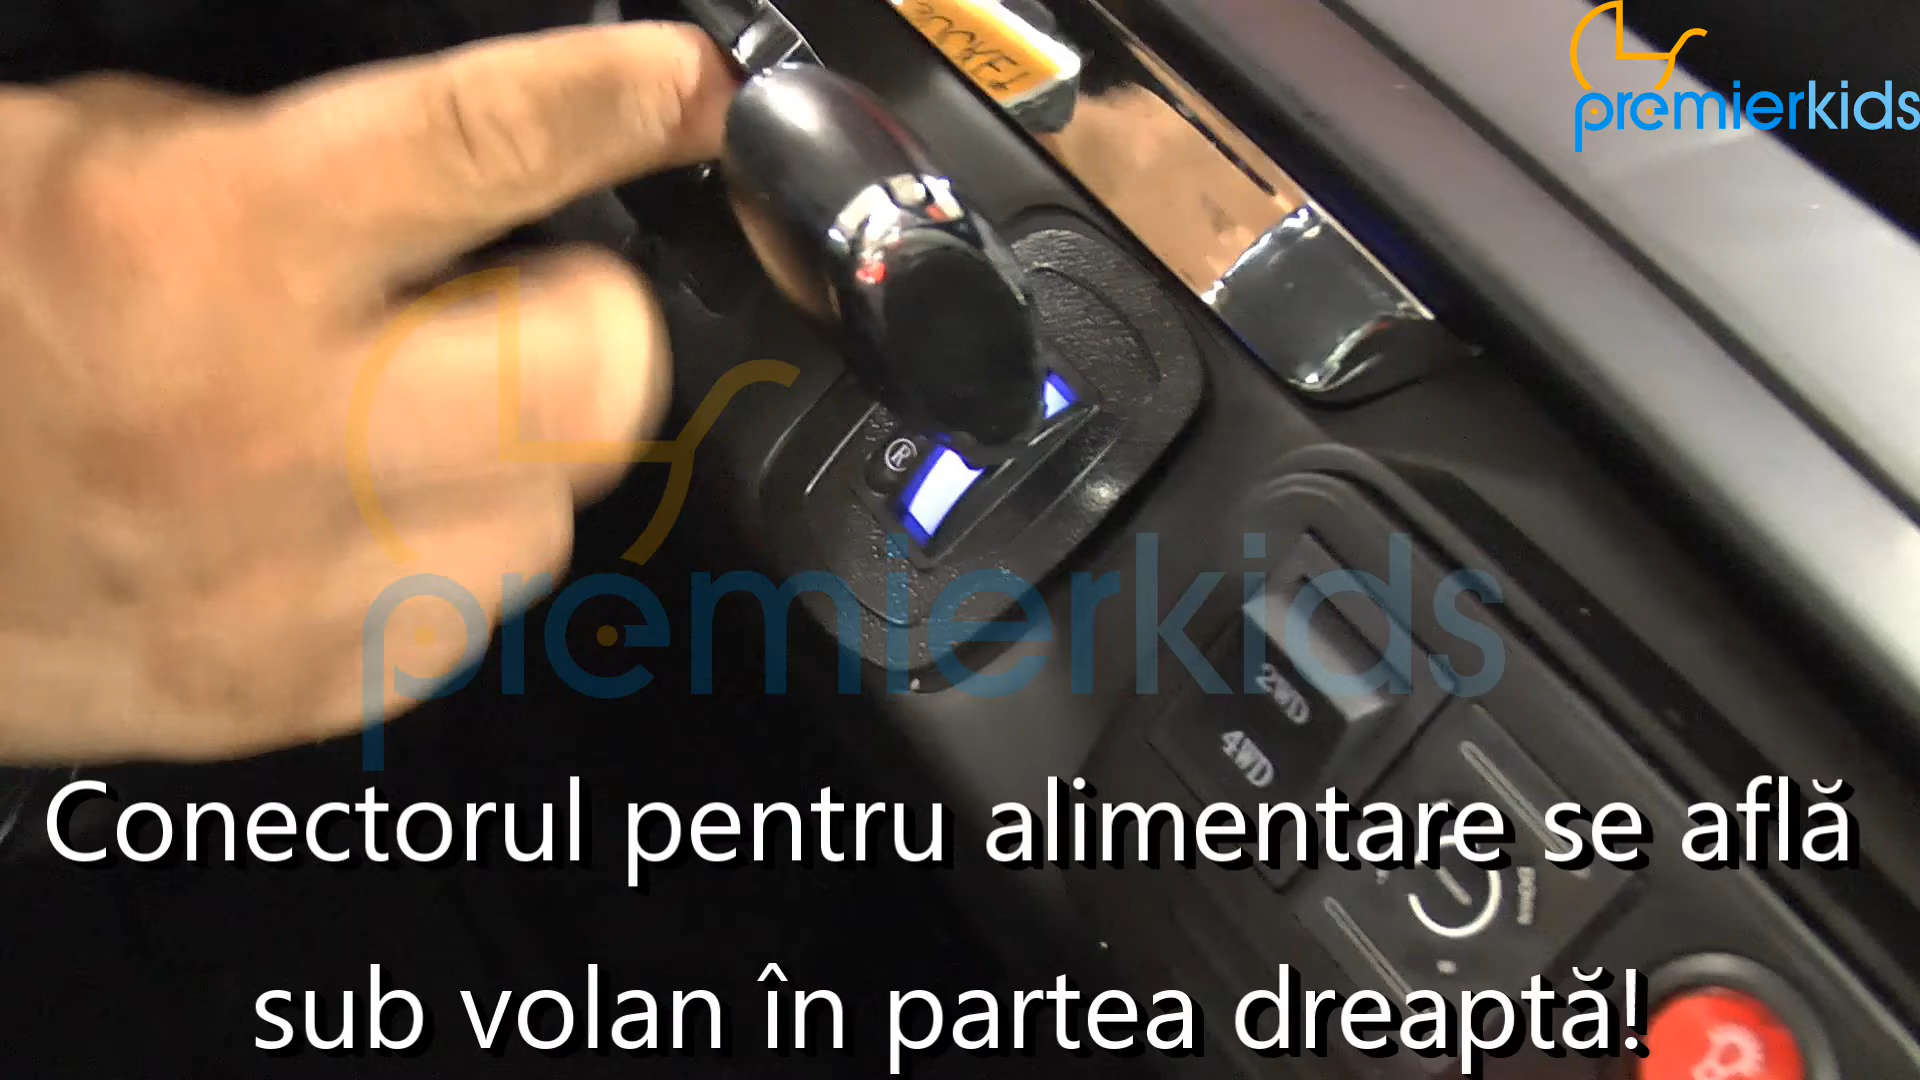 premierkids
R
premierkids
2WD
4WD
Conectorul pentru alimentare se află
sub volan în partea dreaptă!